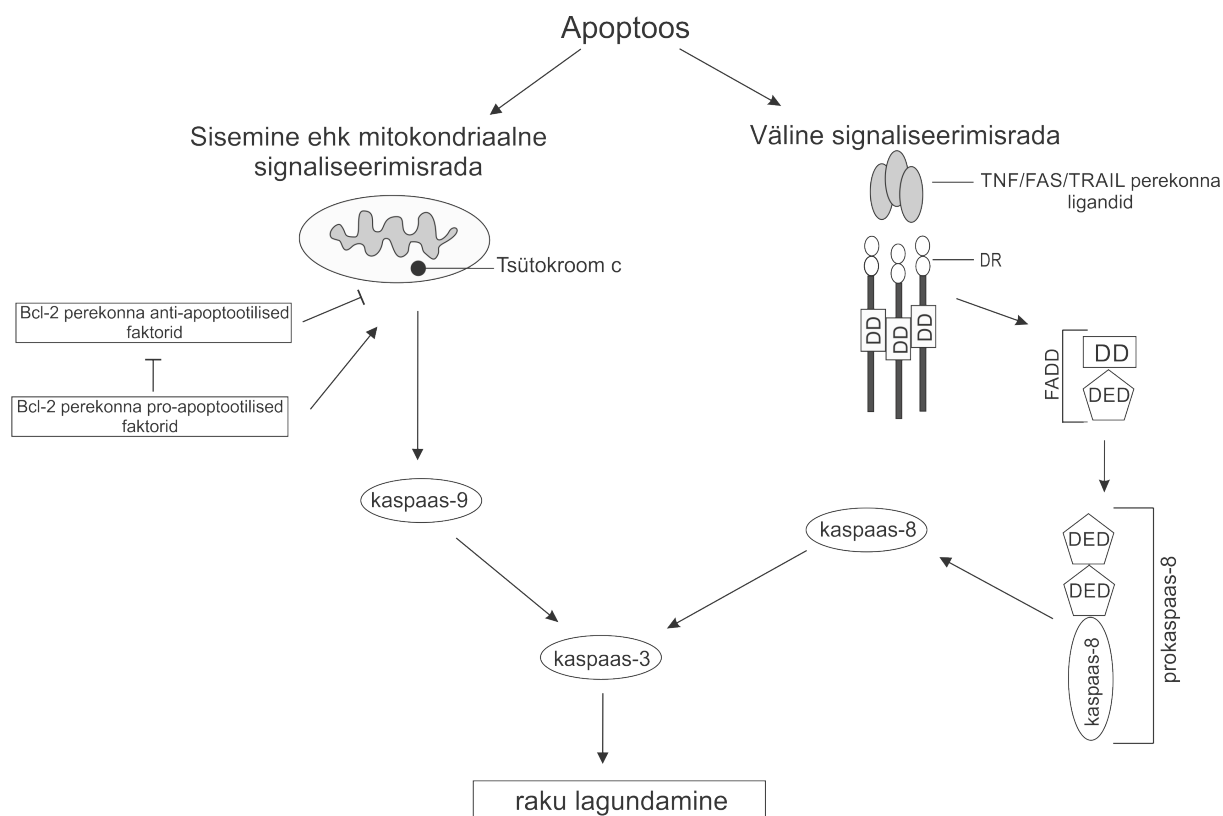 Apoptoos
Sisemine ehk mitokondriaalne
signaliseerimisrada
Väline signaliseerimisrada
TNF/FAS/TRAIL perekonna
ligandid
Tsütokroom c
DR
Bcl-2 perekonna anti-apoptootilised
faktorid
DD
DD
DD
FADD
DD
DED
Bcl-2 perekonna pro-apoptootilised
faktorid
kaspaas-9
kaspaas-8
DED
DED
kaspaas-8
prokaspaas-8
kaspaas-3
raku lagundamine